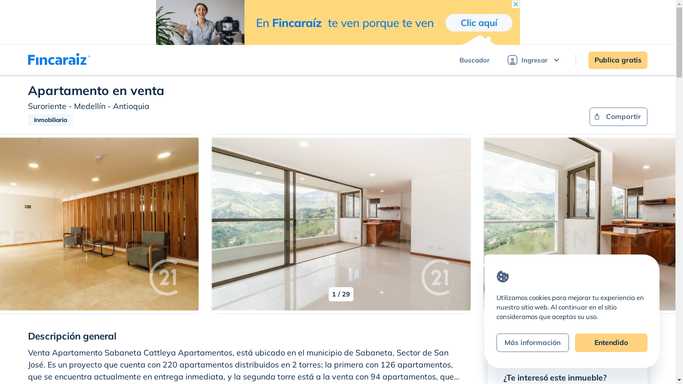 En Fincaraíz te ven porque te ven
Clic aquí
Fincaraiz
Buscador
Ingresar
Publica gratis
Apartamento en venta
Suroriente - Medellín - Antioquia
Inmobiliaria
Compartir
21
21
1 / 29
Utilizamos cookies para mejorar tu experiencia en
nuestro sitio web. Al continuar en el sitio
consideramos que aceptas su uso.
Más información
Entendido
Descripción general
Venta Apartamento Sabaneta Cattleya Apartamentos, está ubicado en el municipio de Sabaneta, Sector de San
José. Es un proyecto que cuenta con 220 apartamentos distribuidos en 2 torres; la primera con 126 apartamentos,
que se encuentra actualmente en entrega inmediata, y la segunda torre está a la venta con 94 apartamentos, que...
¿Te interesó este inmueble?